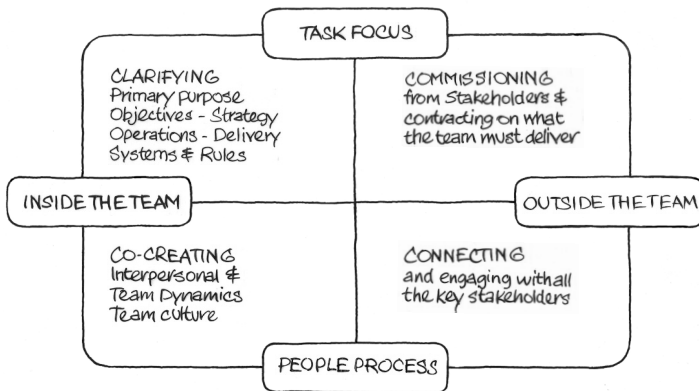 TASK FOCUS
CLARIFYING
Primary purpose
Objectives - Strategy
Operations - Delivery
Systems & Rules
COMMISSIONING
from Stakeholders &
contracting on what
the team must deliver
INSIDE THE TEAM
OUTSIDE THE TEAM
CO-CREATING
Interpersonal &
Team Dynamics
Team culture
CONNECTING
and engaging with all
the key stakeholders
PEOPLE PROCESS